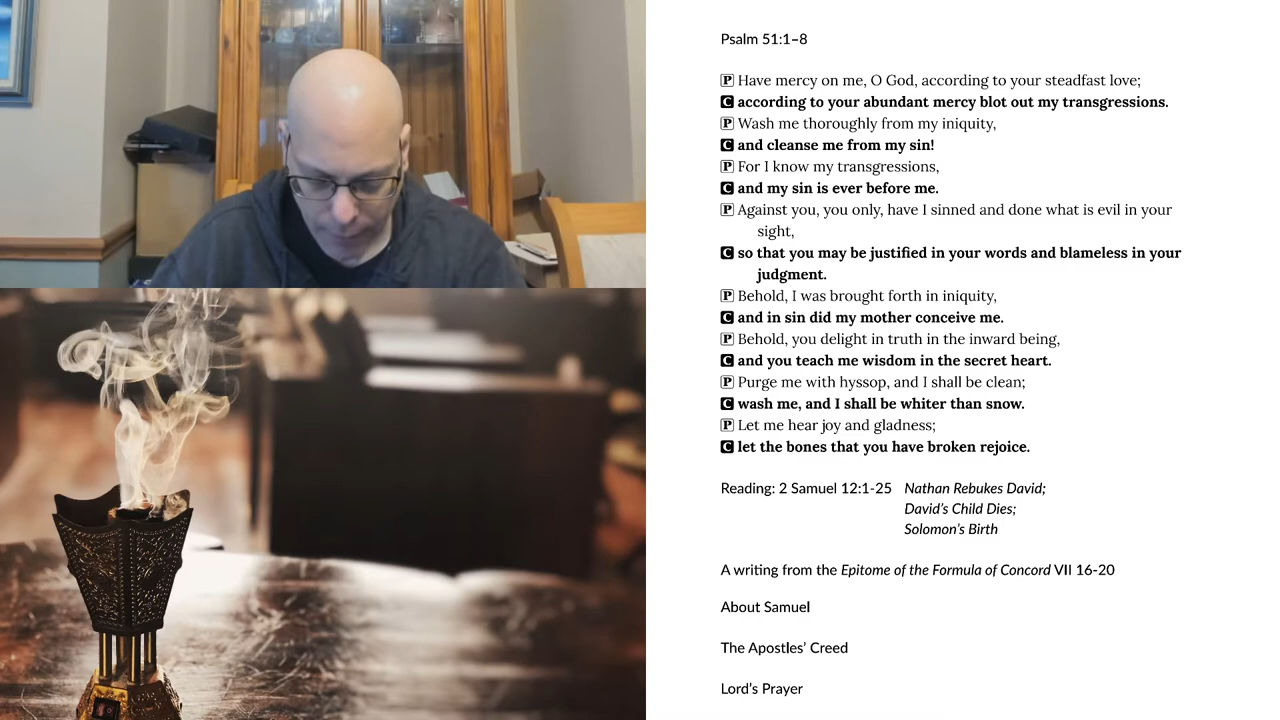 Psalm 51:1–8
P Have mercy on me, O God, according to your steadfast love;
C according to your abundant mercy blot out my transgressions.
P Wash me thoroughly from my iniquity,
C and cleanse me from my sin!
P For I know my transgressions,
C and my sin is ever before me.
P Against you, you only, have I sinned and done what is evil in your
sight,
C so that you may be justified in your words and blameless in your
judgment.
P Behold, I was brought forth in iniquity,
C and in sin did my mother conceive me.
P Behold, you delight in truth in the inward being,
C and you teach me wisdom in the secret heart.
P Purge me with hyssop, and I shall be clean;
C wash me, and I shall be whiter than snow.
P Let me hear joy and gladness;
C let the bones that you have broken rejoice.
Reading: 2 Samuel 12:1-25 Nathan Rebukes David;
David’s Child Dies;
Solomon’s Birth
A writing from the Epitome of the Formula of Concord VII 16-20
About Samuel
The Apostles’ Creed
Lord’s Prayer